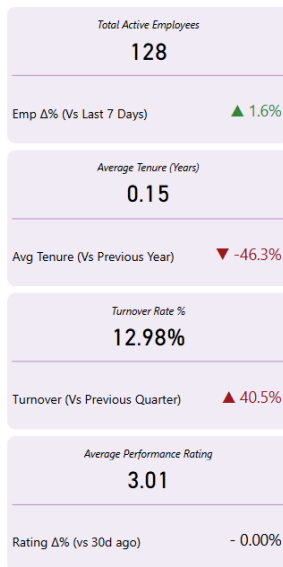 Total Active Employees
128
Emp Δ% (Vs Last 7 Days) ▲ 1.6%
Average Tenure (Years)
0.15
Avg Tenure (Vs Previous Year) ▼ -46.3%
Turnover Rate %
12.98%
Turnover (Vs Previous Quarter) ▲ 40.5%
Average Performance Rating
3.01
Rating Δ% (vs 30d ago) - 0.00%